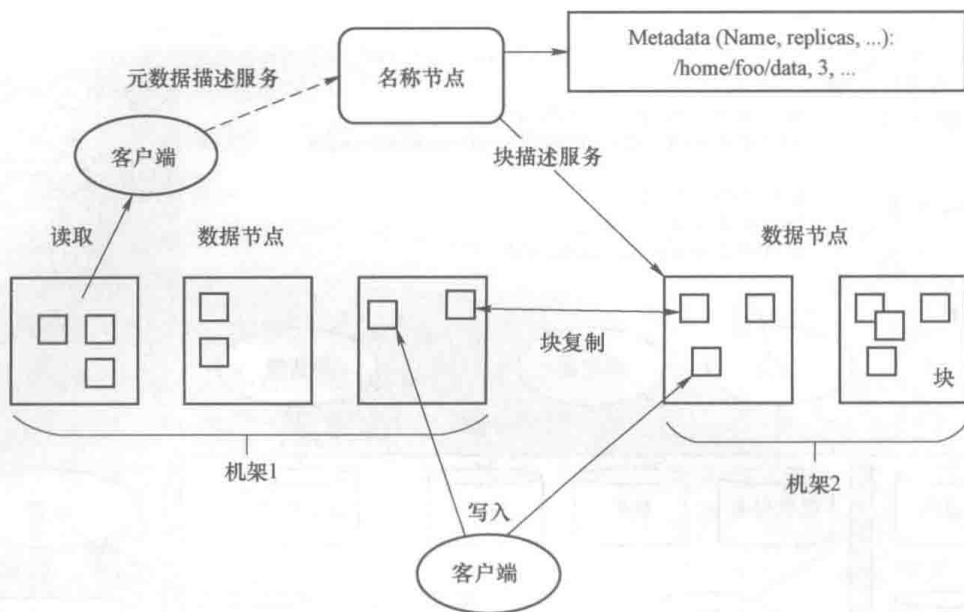 Metadata (Name, replicas, ...):
/home/foo/data, 3, ...
元数据描述服务
名称节点
客户端
块描述服务
读取
数据节点
数据节点
块复制
块
机架1
机架2
写入
客户端